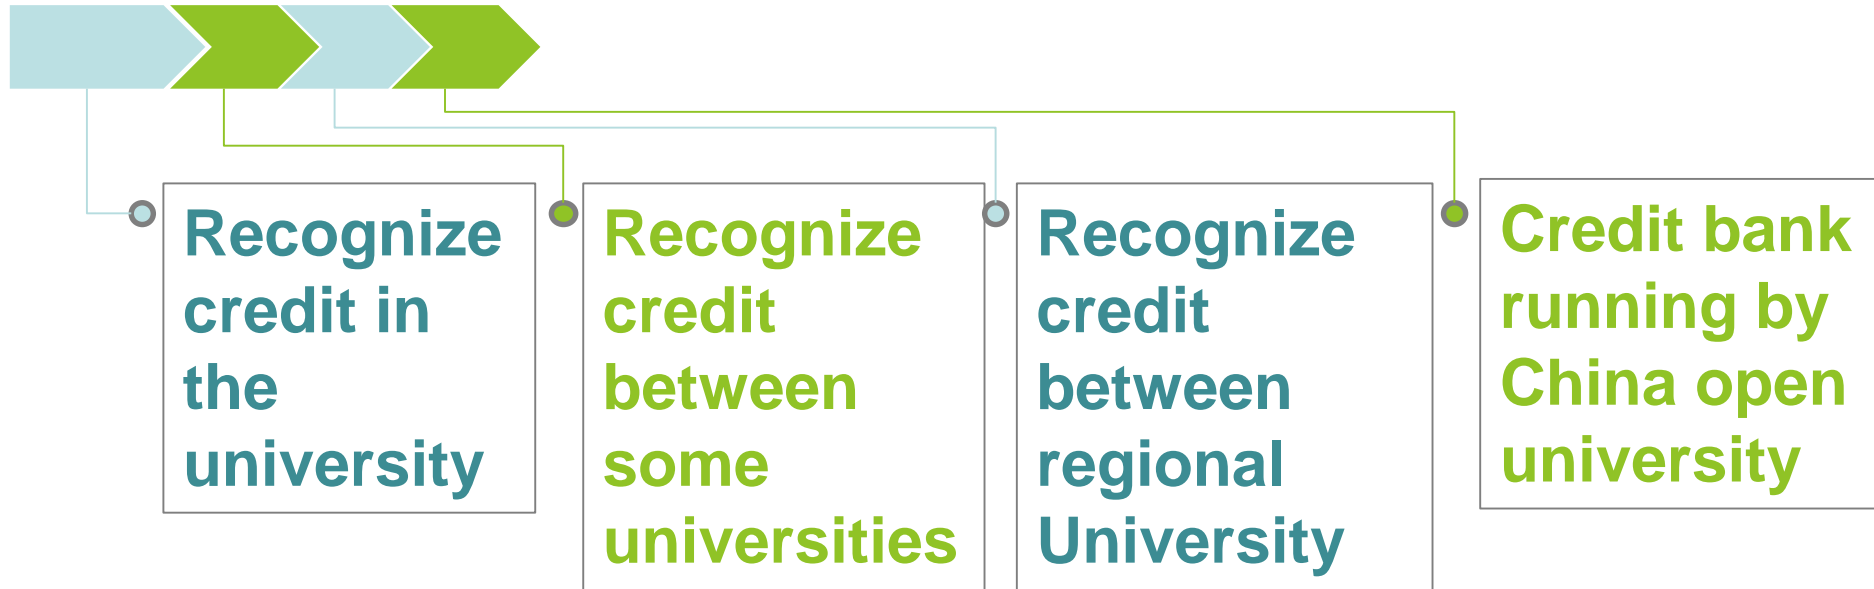 Recognize
credit in
the
university
Recognize
credit
between
some
universities
Recognize
credit
between
regional
University
Credit bank
running by
China open
university